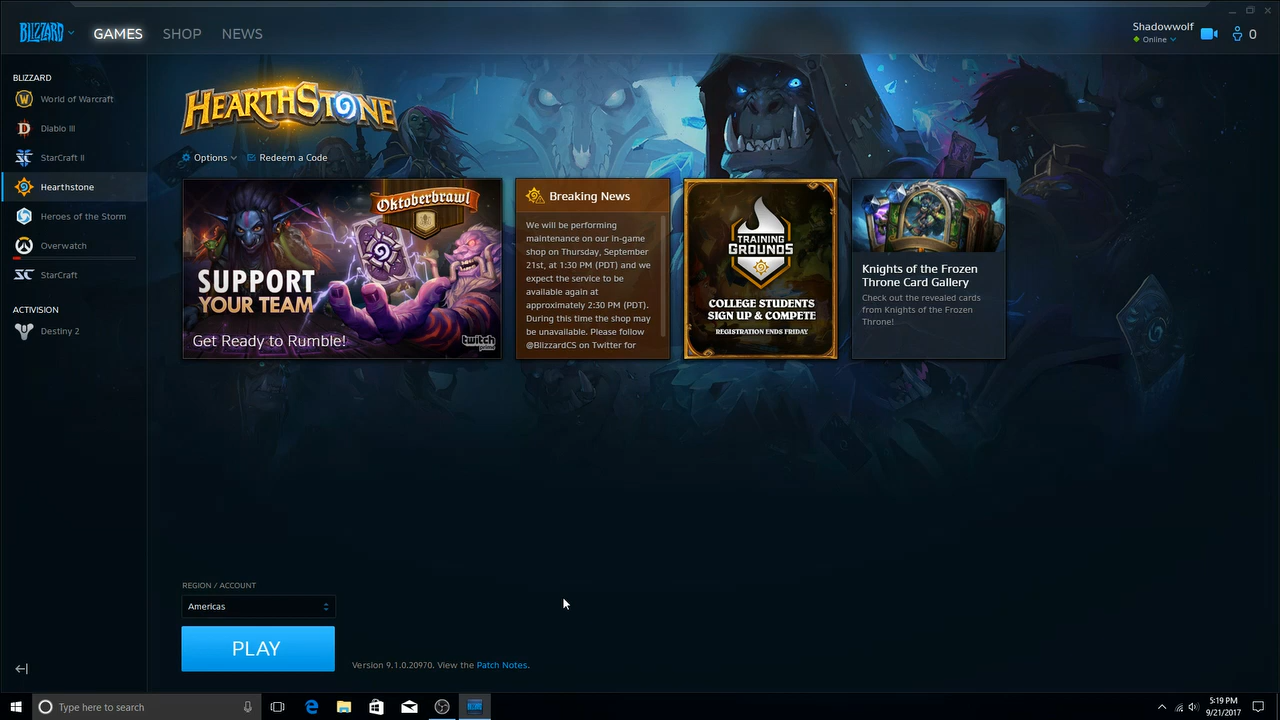 BLIZZARD
GAMES
SHOP
NEWS
Shadowwolf
Online
0
BLIZZARD
World of Warcraft
Diablo III
StarCraft II
Hearthstone
Heroes of the Storm
Overwatch
StarCraft
ACTIVISION
Destiny 2
HEARTHSTONE
Options
Redeem a Code
Oktoberbrawl
SUPPORT
YOUR TEAM
Get Ready to Rumble!
twitch
prime
Breaking News
We will be performing
maintenance on our in-game
shop on Thursday, September
21st, at 1:30 PM (PDT) and we
expect the service to be
available again at
approximately 2:30 PM (PDT).
During this time the shop may
be unavailable. Please follow
@BlizzardCS on Twitter for
TRAINING
GROUNDS
COLLEGE STUDENTS
SIGN UP & COMPETE
REGISTRATION ENDS FRIDAY
Knights of the Frozen
Throne Card Gallery
Check out the revealed cards
from Knights of the Frozen
Throne!
REGION / ACCOUNT
Americas
PLAY
Version 9.1.0.20970. View the Patch Notes.
Type here to search
5:19 PM
9/21/2017